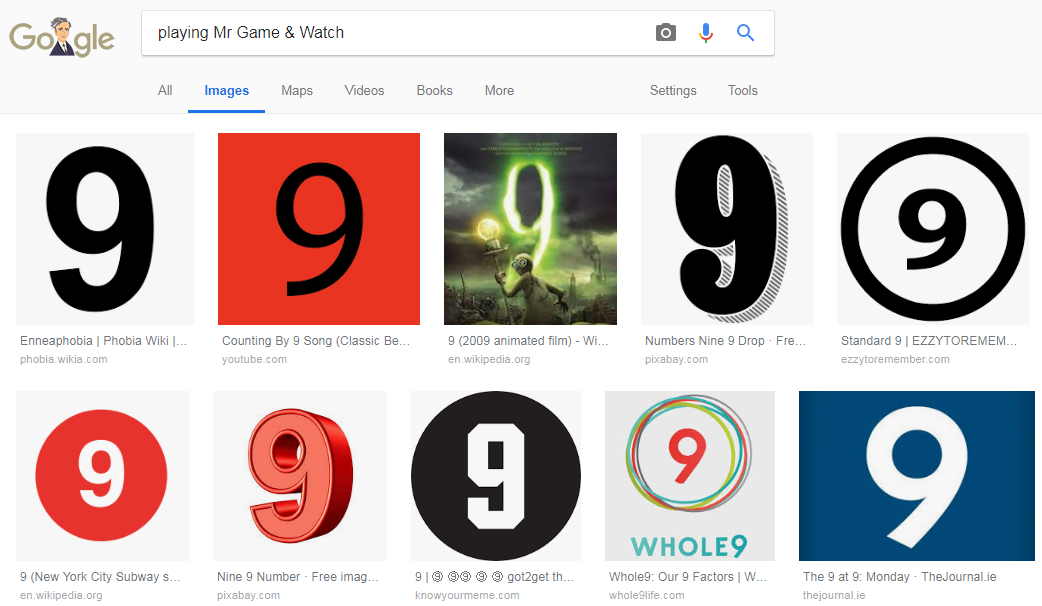 Google
playing Mr Game & Watch
All Images Maps Videos Books More Settings Tools
9 9 9 9 9
Enneaphobia | Phobia Wiki |... Counting By 9 Song (Classic Be... 9 (2009 animated film) - Wi... Numbers Nine 9 Drop · Fre... Standard 9 | EZZYTOREMEM...
phobia.wikia.com youtube.com en.wikipedia.org pixabay.com ezzytoremember.com
9 9 9 9 9
WHOLE9
9 (New York City Subway s... Nine 9 Number · Free imag... 9 | ⑨ ⑨⑨ ⑨ ⑨ got2get th... Whole9: Our 9 Factors | W... The 9 at 9: Monday · TheJournal.ie
en.wikipedia.org pixabay.com knowyourmeme.com whole9life.com thejournal.ie